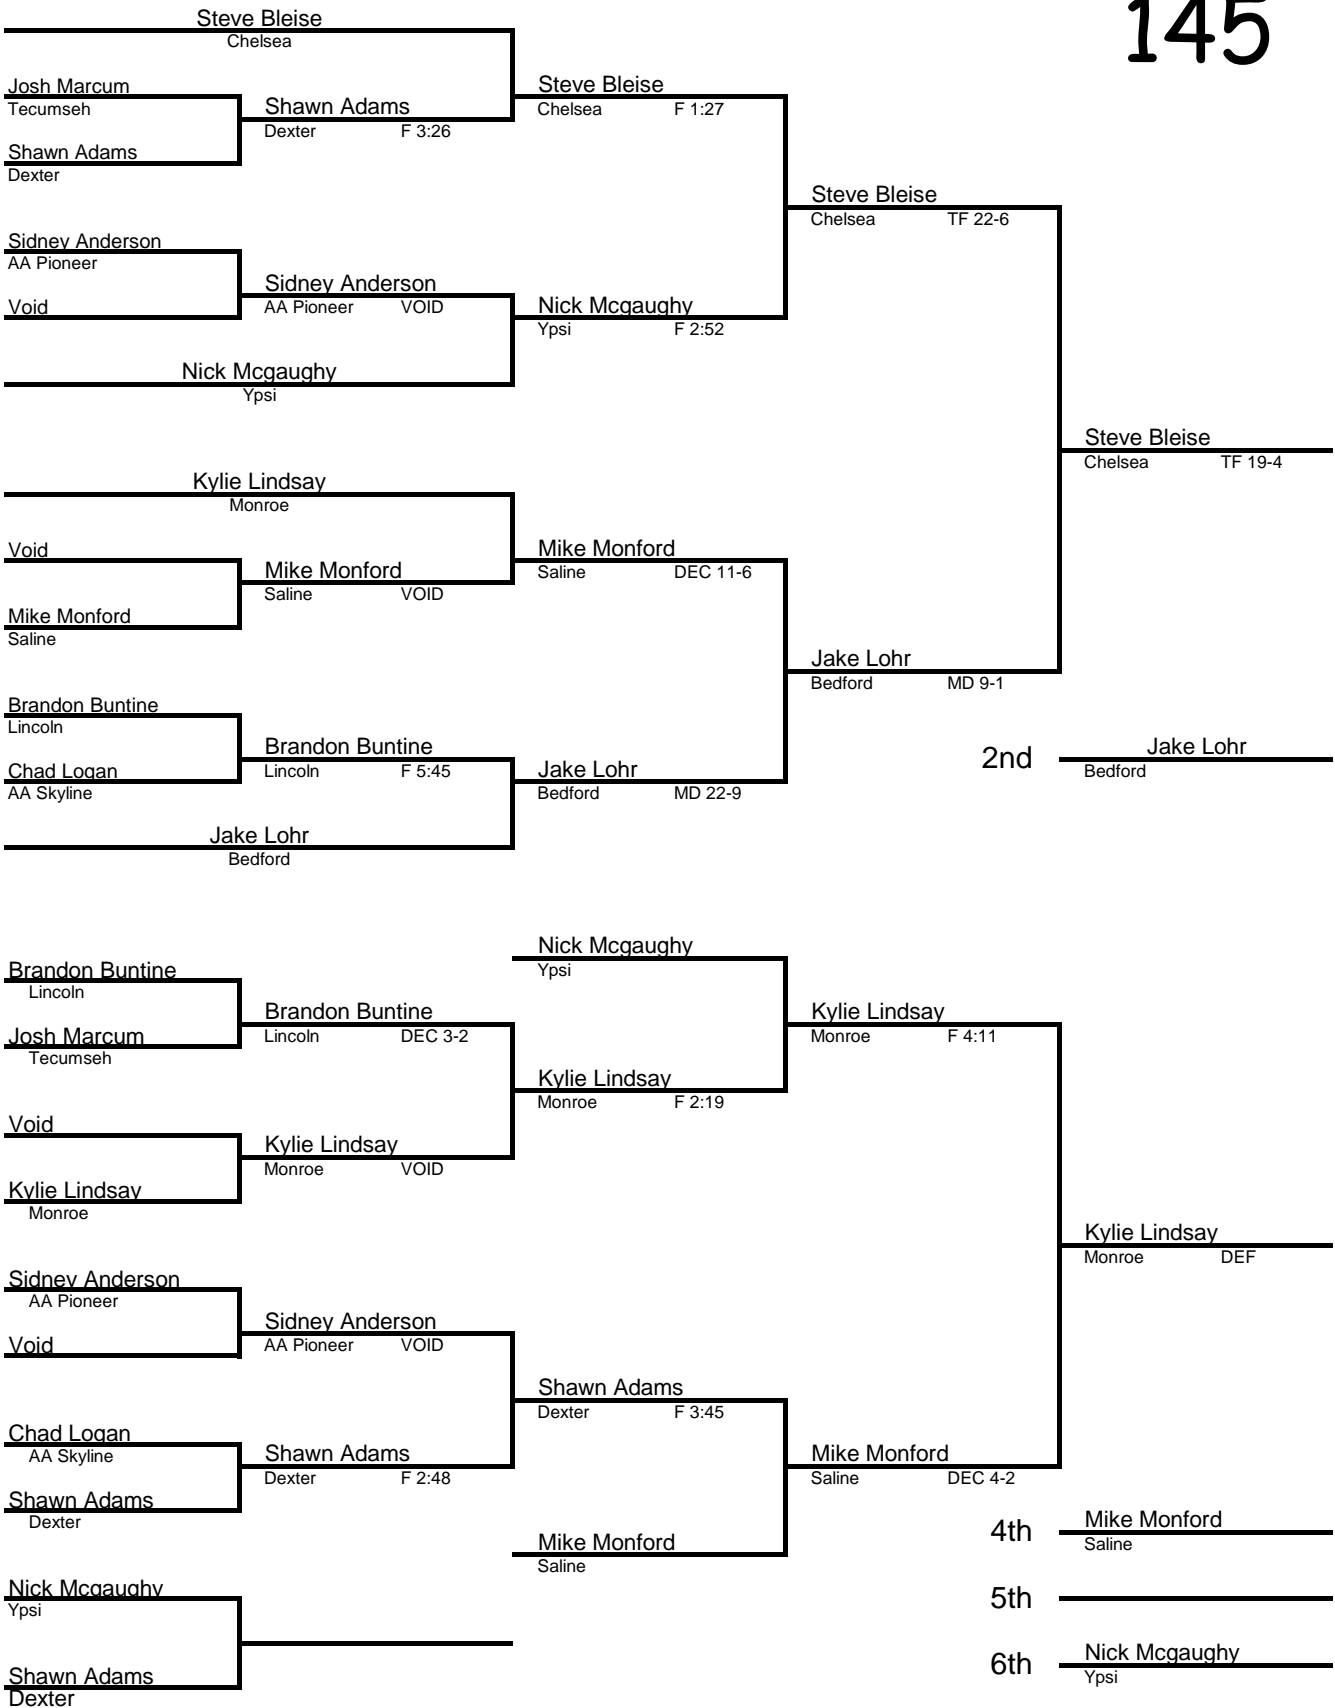 145
Steve Bleise
Chelsea
Josh Marcum
Tecumseh
Shawn Adams
Dexter
Shawn Adams
Dexter F 3:26
Steve Bleise
Chelsea F 1:27
Sidney Anderson
AA Pioneer
Void
Sidney Anderson
AA Pioneer VOID
Nick Mcgaughy
Ypsi
Nick Mcgaughy
Ypsi F 2:52
Steve Bleise
Chelsea TF 22-6
Kylie Lindsay
Monroe
Void
Mike Monford
Saline
Mike Monford
Saline VOID
Mike Monford
Saline DEC 11-6
Brandon Buntine
Lincoln
Chad Logan
AA Skyline
Brandon Buntine
Lincoln F 5:45
Jake Lohr
Bedford
Jake Lohr
Bedford MD 22-9
Jake Lohr
Bedford MD 9-1
Steve Bleise
Chelsea TF 19-4
2nd
Jake Lohr
Bedford
Brandon Buntine
Lincoln
Josh Marcum
Tecumseh
Brandon Buntine
Lincoln DEC 3-2
Void
Kylie Lindsay
Monroe
Kylie Lindsay
Monroe VOID
Nick Mcgaughy
Ypsi
Kylie Lindsay
Monroe F 2:19
Kylie Lindsay
Monroe F 4:11
Sidney Anderson
AA Pioneer
Void
Sidney Anderson
AA Pioneer VOID
Chad Logan
AA Skyline
Shawn Adams
Dexter
Shawn Adams
Dexter F 2:48
Shawn Adams
Dexter F 3:45
Mike Monford
Saline
Mike Monford
Saline DEC 4-2
Kylie Lindsay
Monroe DEF
4th
Mike Monford
Saline
Nick Mcgaughy
Ypsi
Shawn Adams
Dexter
5th
6th
Nick Mcgaughy
Ypsi